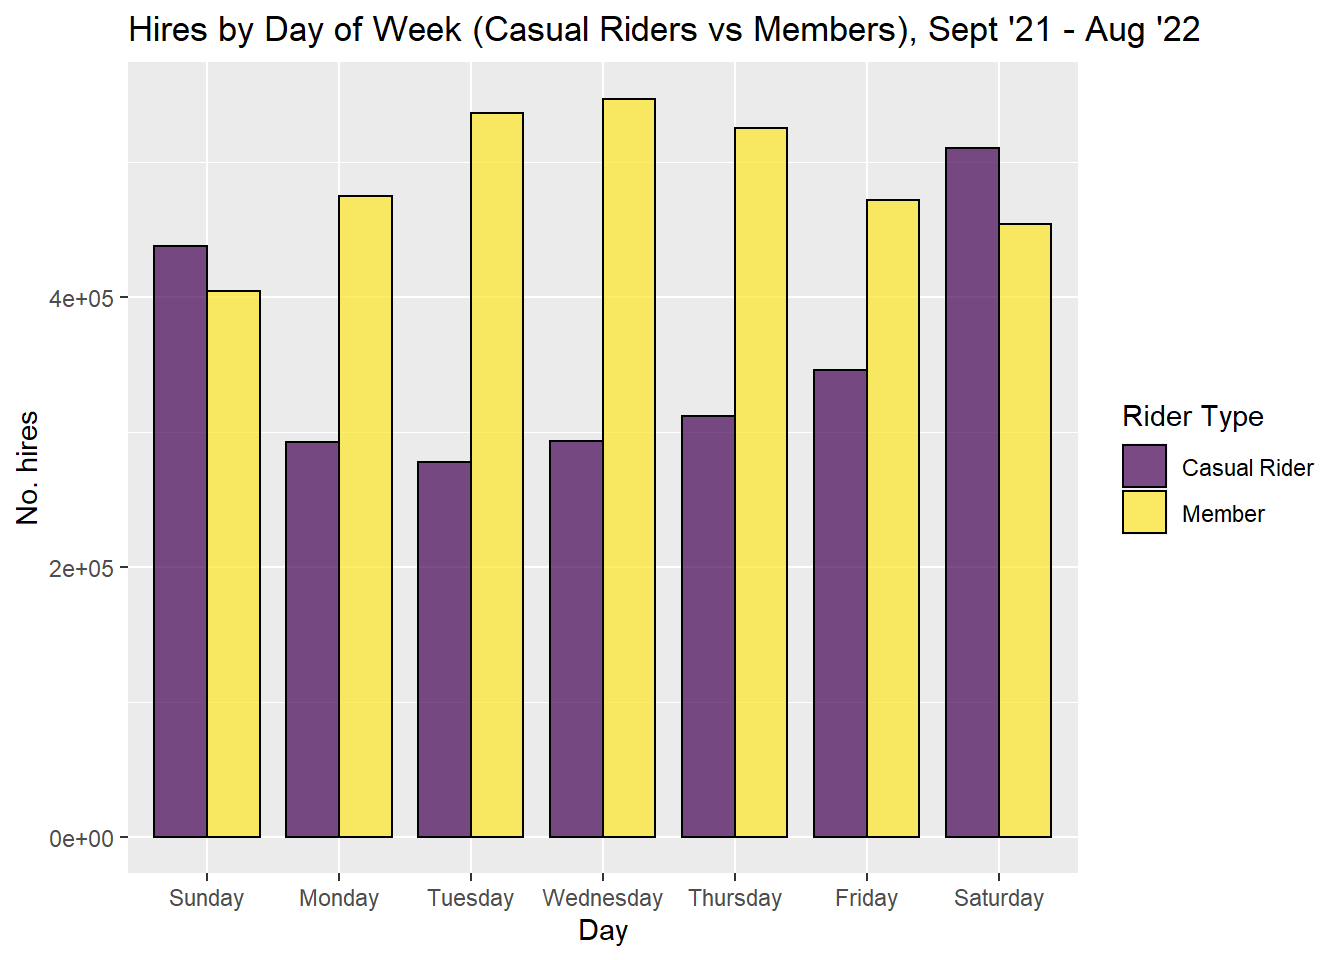 Hires by Day of Week (Casual Riders vs Members), Sept '21 - Aug '22
No. hires
4e+05
2e+05
0e+00
Sunday Monday Tuesday Wednesday Thursday Friday Saturday
Day
Rider Type
Casual Rider
Member